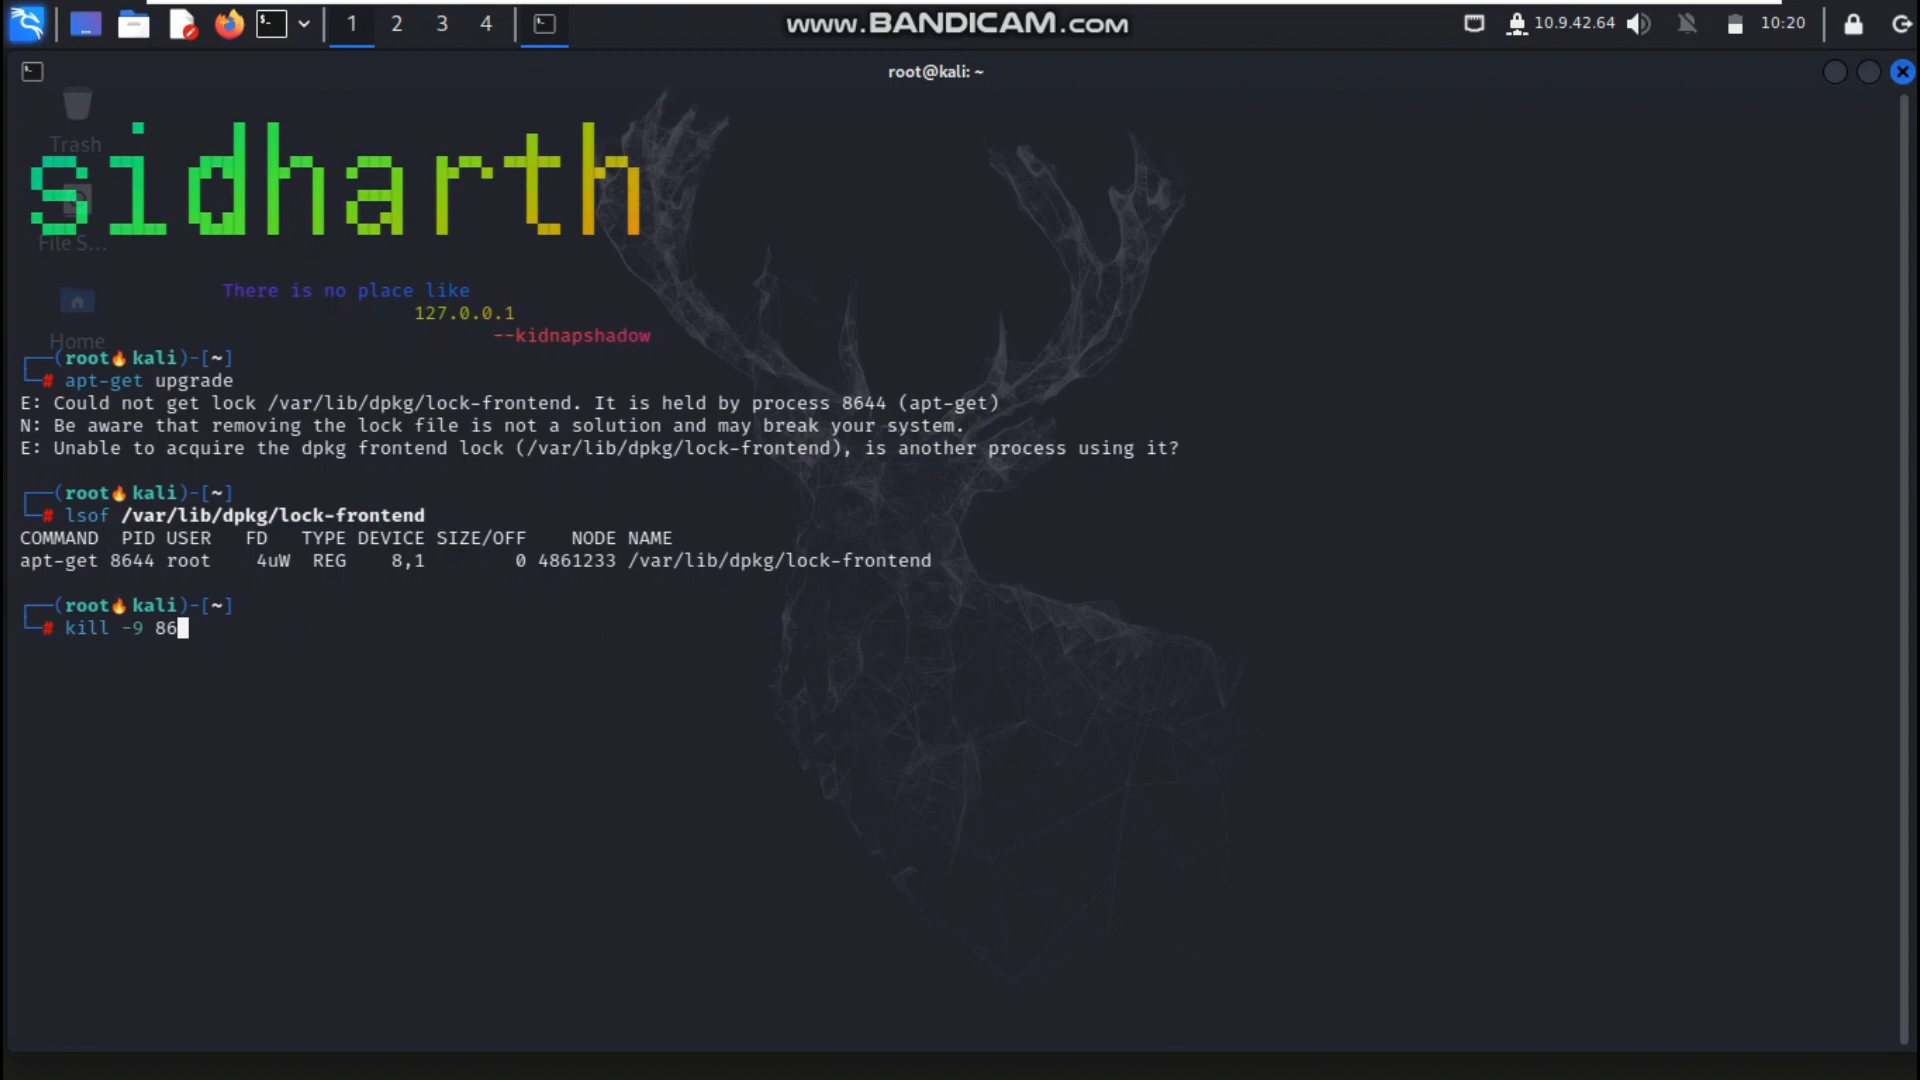 1 2 3 4
www.BANDICAM.com
10.9.42.64
10:20
root@kali: ~
Trash
sidharth
File S...
There is no place like
127.0.0.1
--kidnapshadow
Home
(root🔥kali)-[~]
# apt-get upgrade
E: Could not get lock /var/lib/dpkg/lock-frontend. It is held by process 8644 (apt-get)
N: Be aware that removing the lock file is not a solution and may break your system.
E: Unable to acquire the dpkg frontend lock (/var/lib/dpkg/lock-frontend), is another process using it?
(root🔥kali)-[~]
# lsof /var/lib/dpkg/lock-frontend
COMMAND PID USER FD TYPE DEVICE SIZE/OFF NODE NAME
apt-get 8644 root 4uW REG 8,1 0 4861233 /var/lib/dpkg/lock-frontend
(root🔥kali)-[~]
# kill -9 86